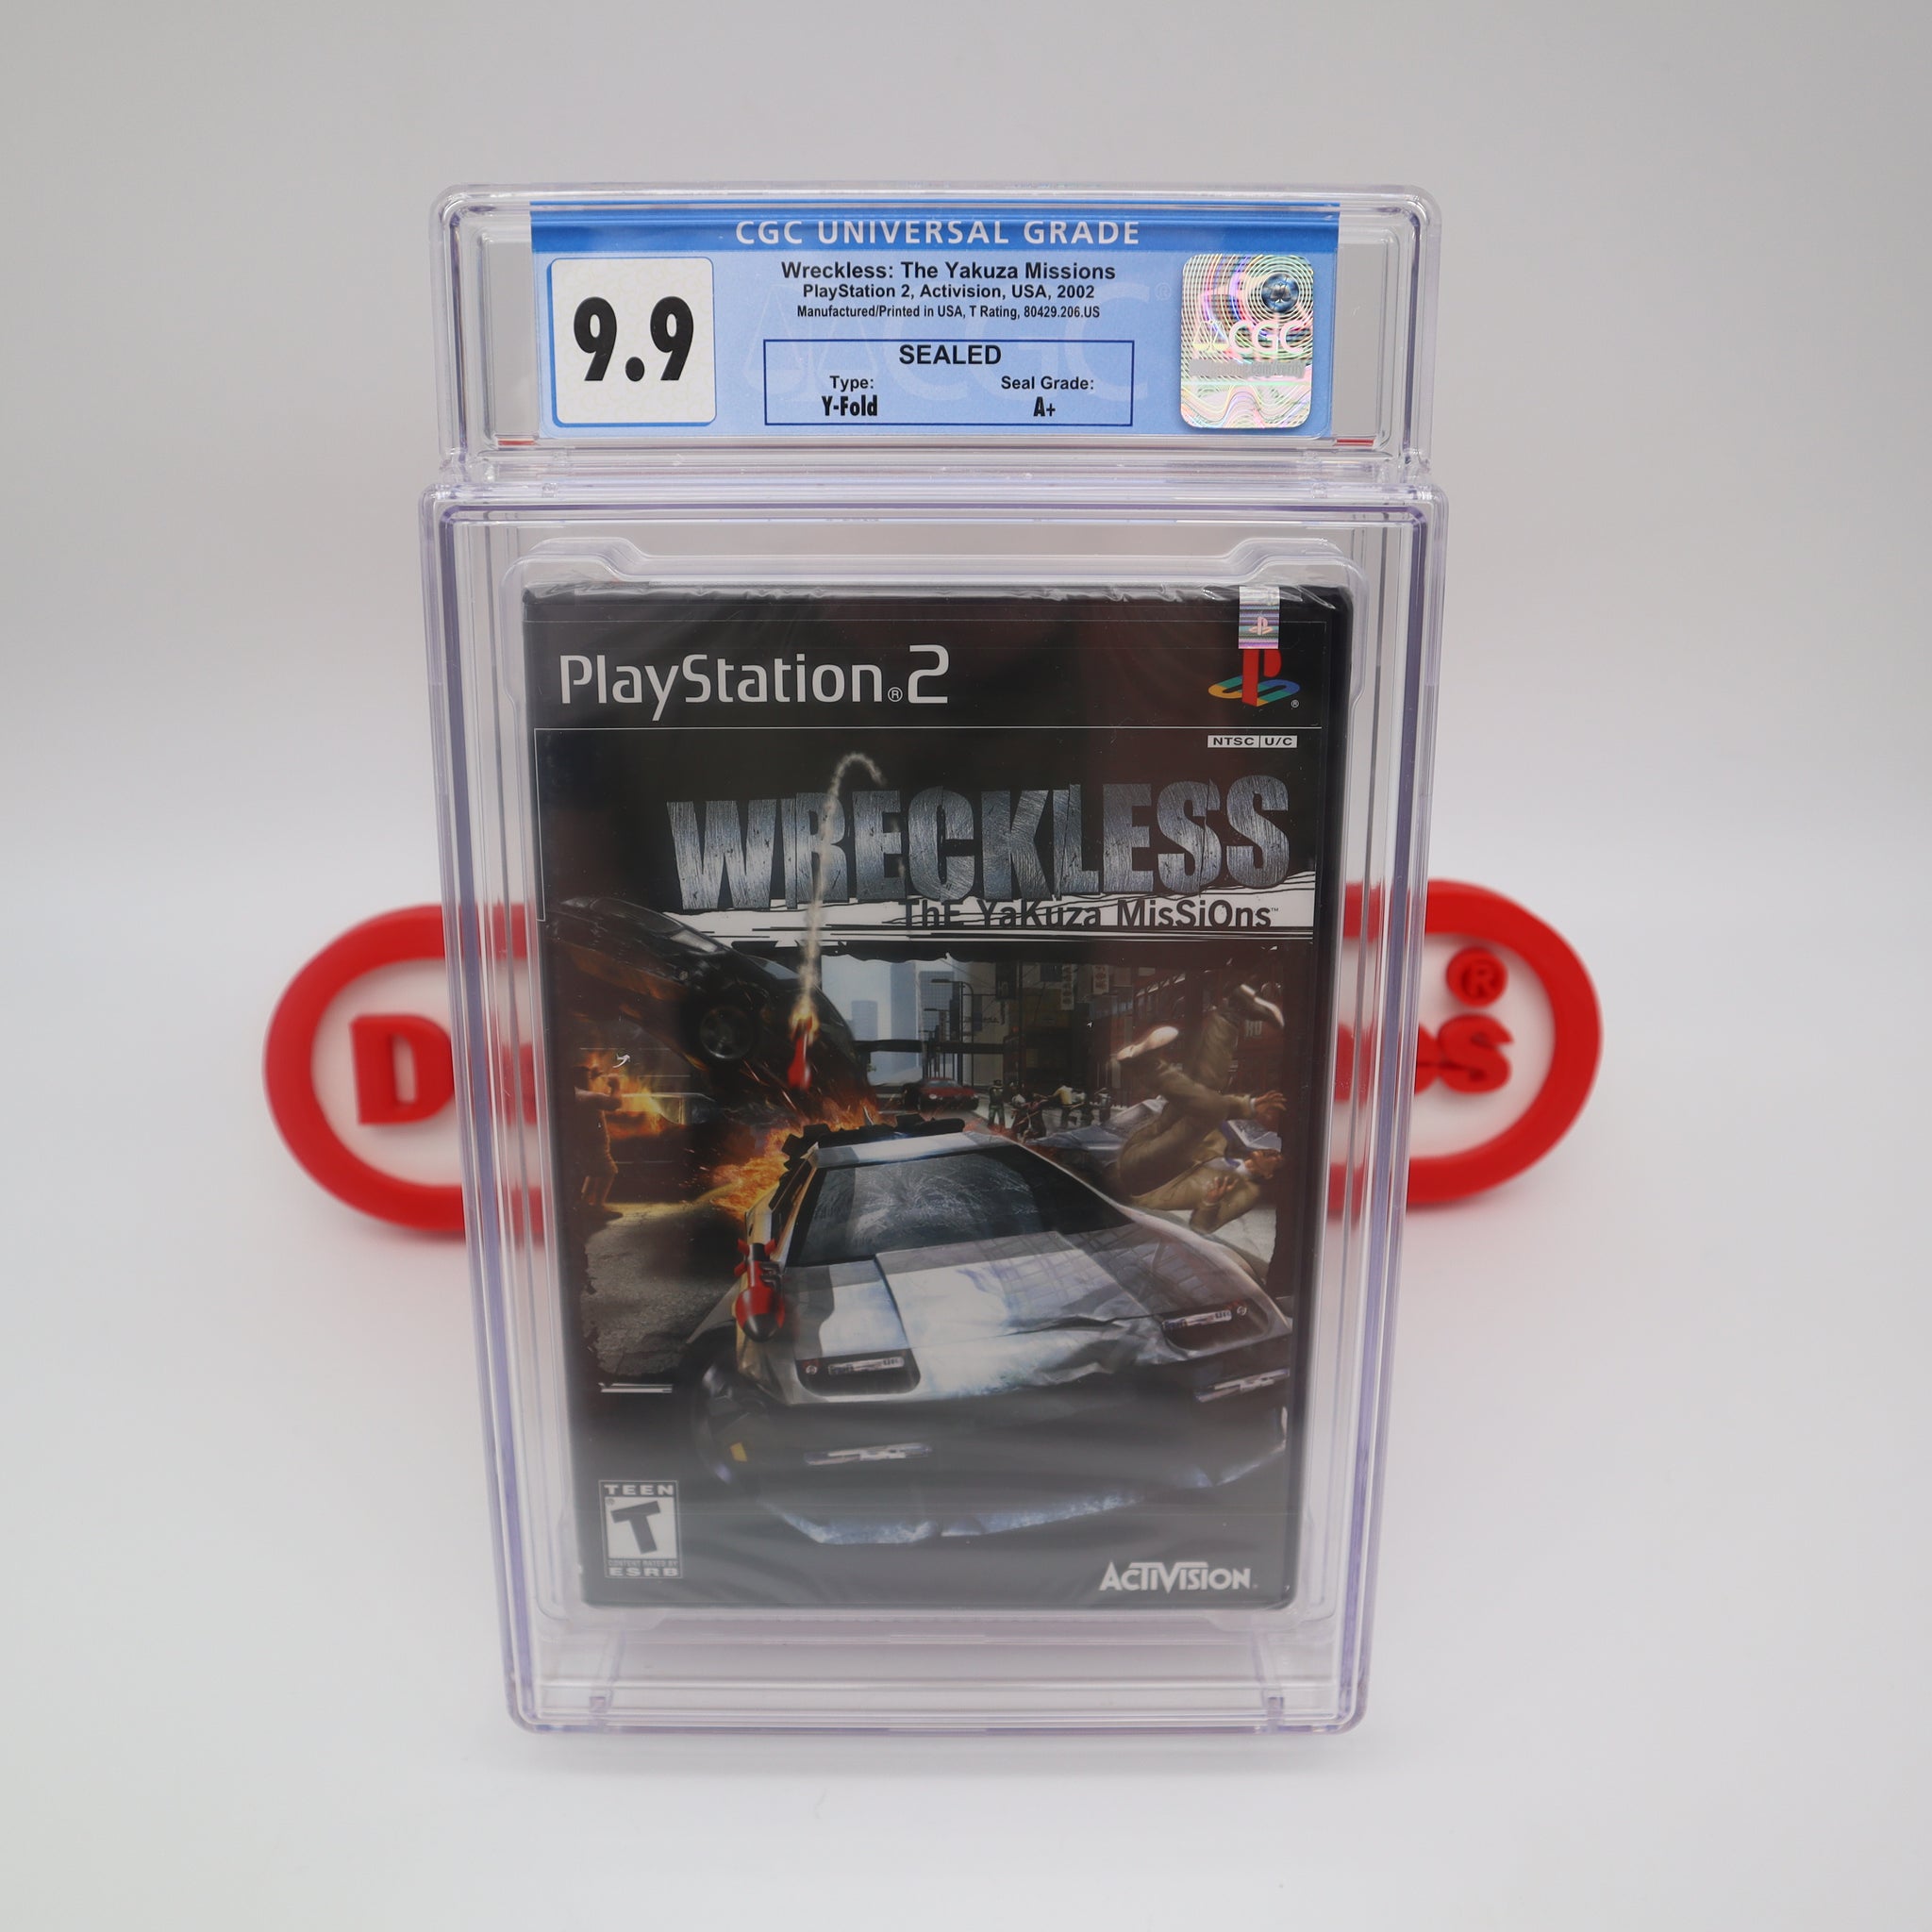 CGC UNIVERSAL GRADE
9.9
Wreckless: The Yakuza Missions
PlayStation 2, Activision, USA, 2002
Manufactured/Printed in USA, T Rating, 80429.206.US
SEALED
Type:
Seal Grade:
Y-Fold
A+
CGC
PlayStation®2
NTSC U/C
WRECKLESS
ThE YaKuza MisSiOns™
D
S
®
TEEN
T
CONTENT RATED BY
ESRB
ACTIVISION